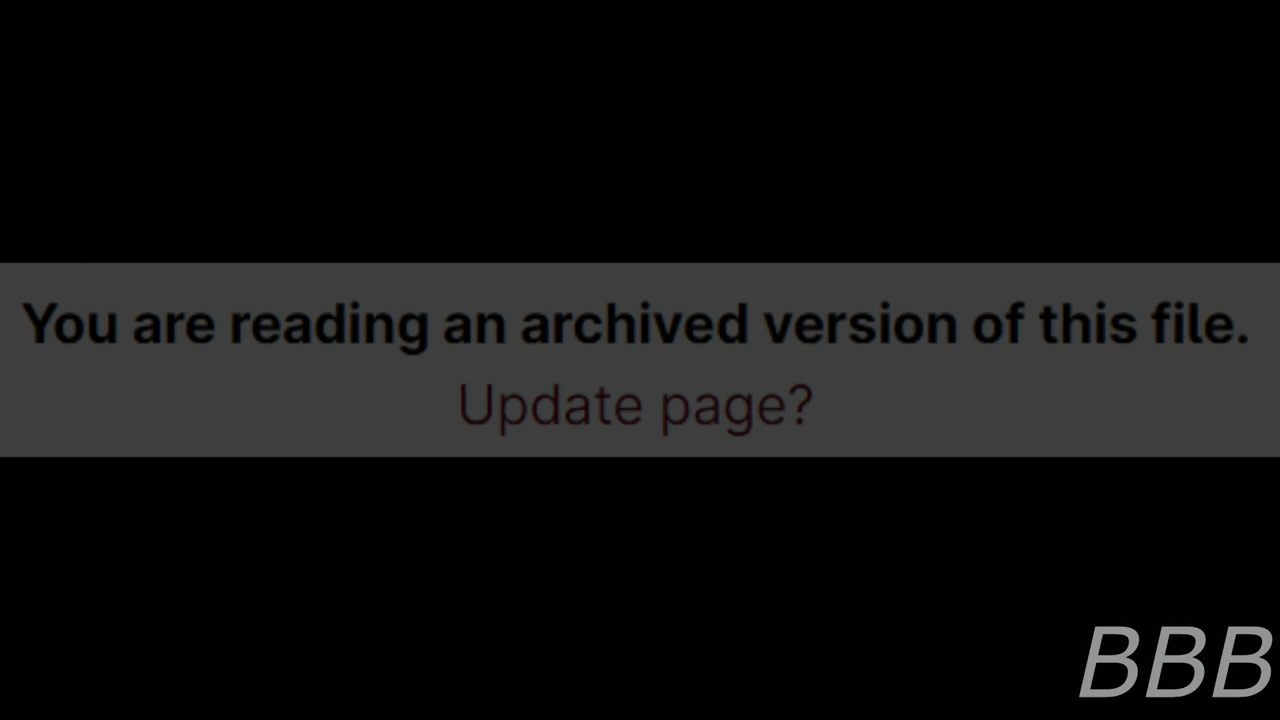 You are reading an archived version of this file.
Update page?
BBB